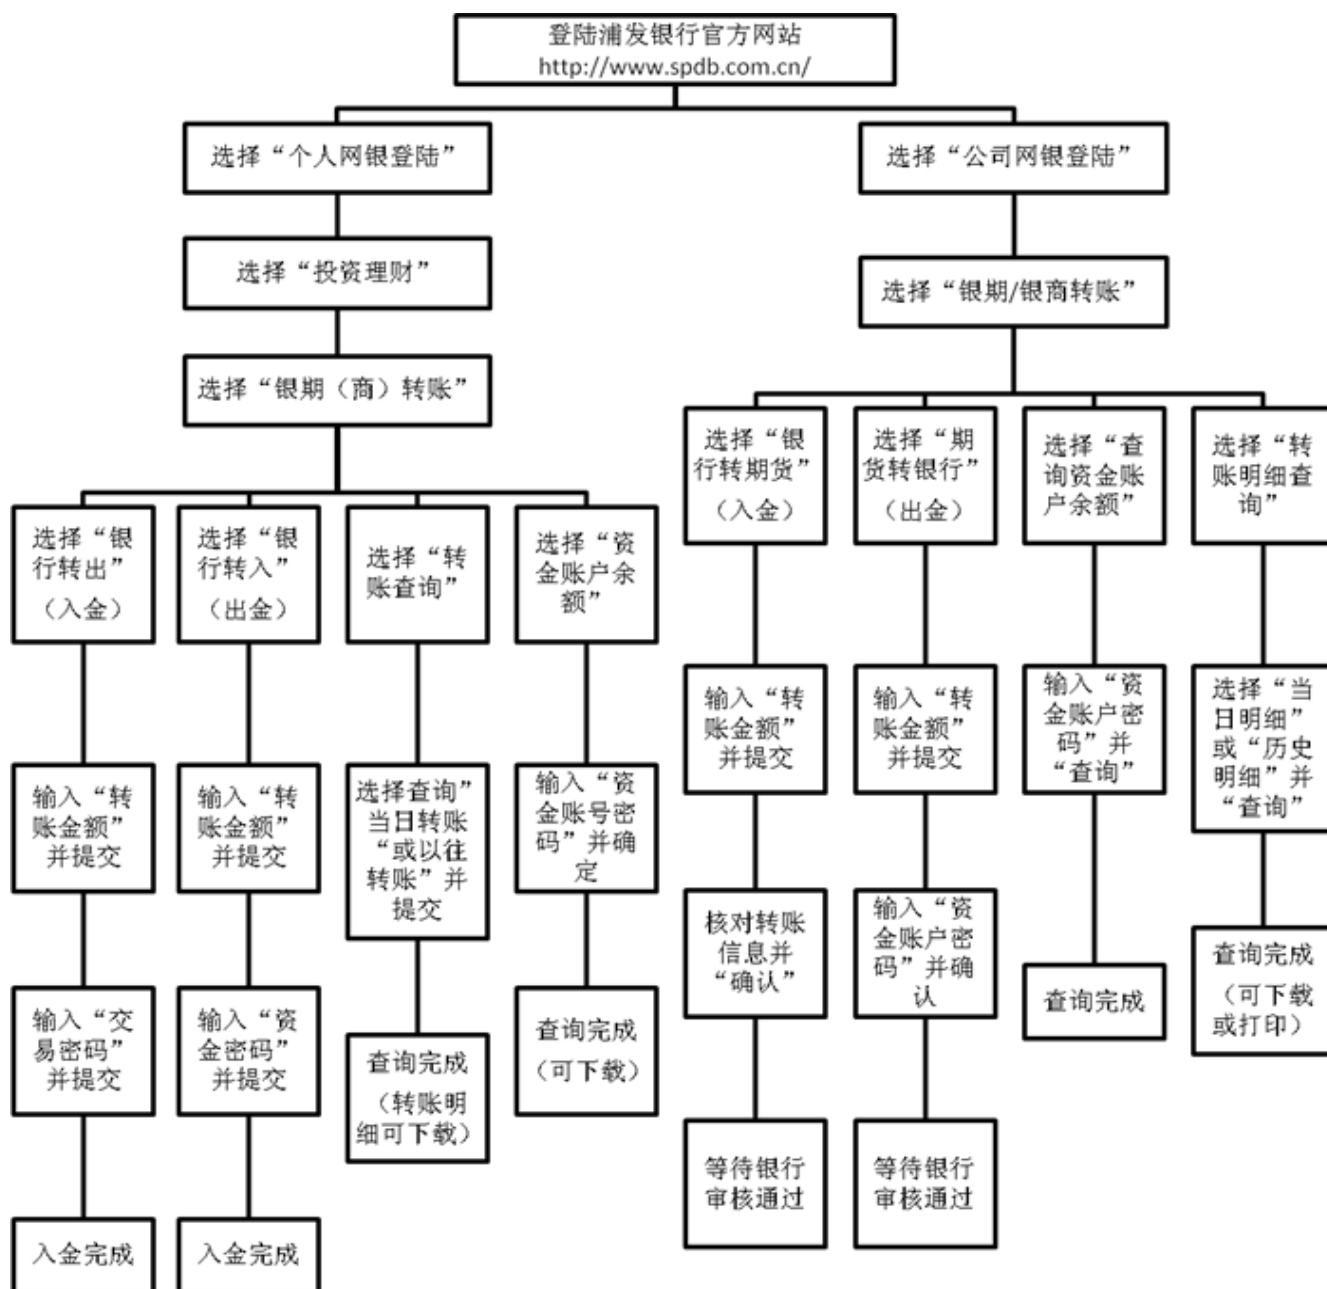 登陆浦发银行官方网站
http://www.spdb.com.cn/
选择“个人网银登陆”
选择“投资理财”
选择“银期（商）转账”
选择“银
行转出”
（入金）
输入“转
账金额”
并提交
输入“交
易密码”
并提交
入金完成
选择“银
行转入”
（出金）
输入“转
账金额”
并提交
输入“资
金密码”
并提交
入金完成
选择“转
账查询”
选择查询”
当日转账
“或以往
转账”并
提交
查询完成
（转账明
细可下载）
选择“资
金账户余
额”
输入“资
金账号密
码”并确
定
查询完成
（可下载）
选择“公司网银登陆”
选择“银期/银商转账”
选择“银
行转期货”
（入金）
输入“转
账金额”
并提交
核对转账
信息并
“确认”
等待银行
审核通过
选择“期
货转银行”
（出金）
输入“转
账金额”
并提交
输入“资
金账户密
码”并确
认
等待银行
审核通过
选择“查
询资金账
户余额”
输入“资
金账户密
码”并
“查询”
查询完成
选择“转
账明细查
询”
选择“当
日明细”
或“历史
明细”并
“查询”
查询完成
（可下载
或打印）